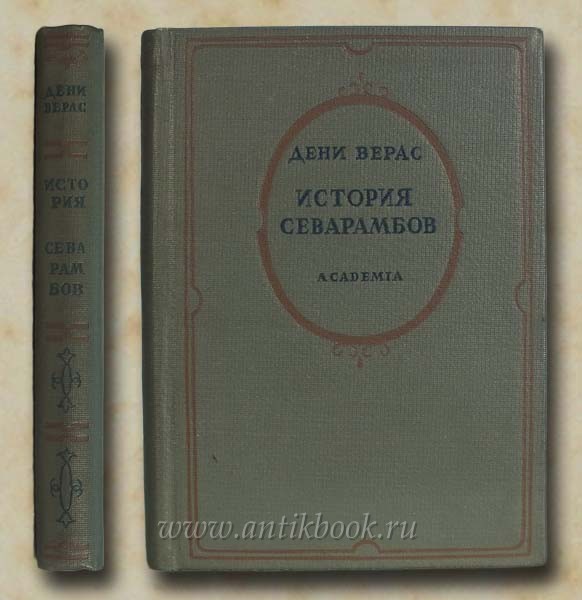 ДЕНИ
ВЕРАС
ИСТО
РИЯ
СЕВА
РАМ
БОВ
ДЕНИ ВЕРАС
ИСТОРИЯ
СЕВАРАМБОВ
ACADEMIA
www.antikbook.ru